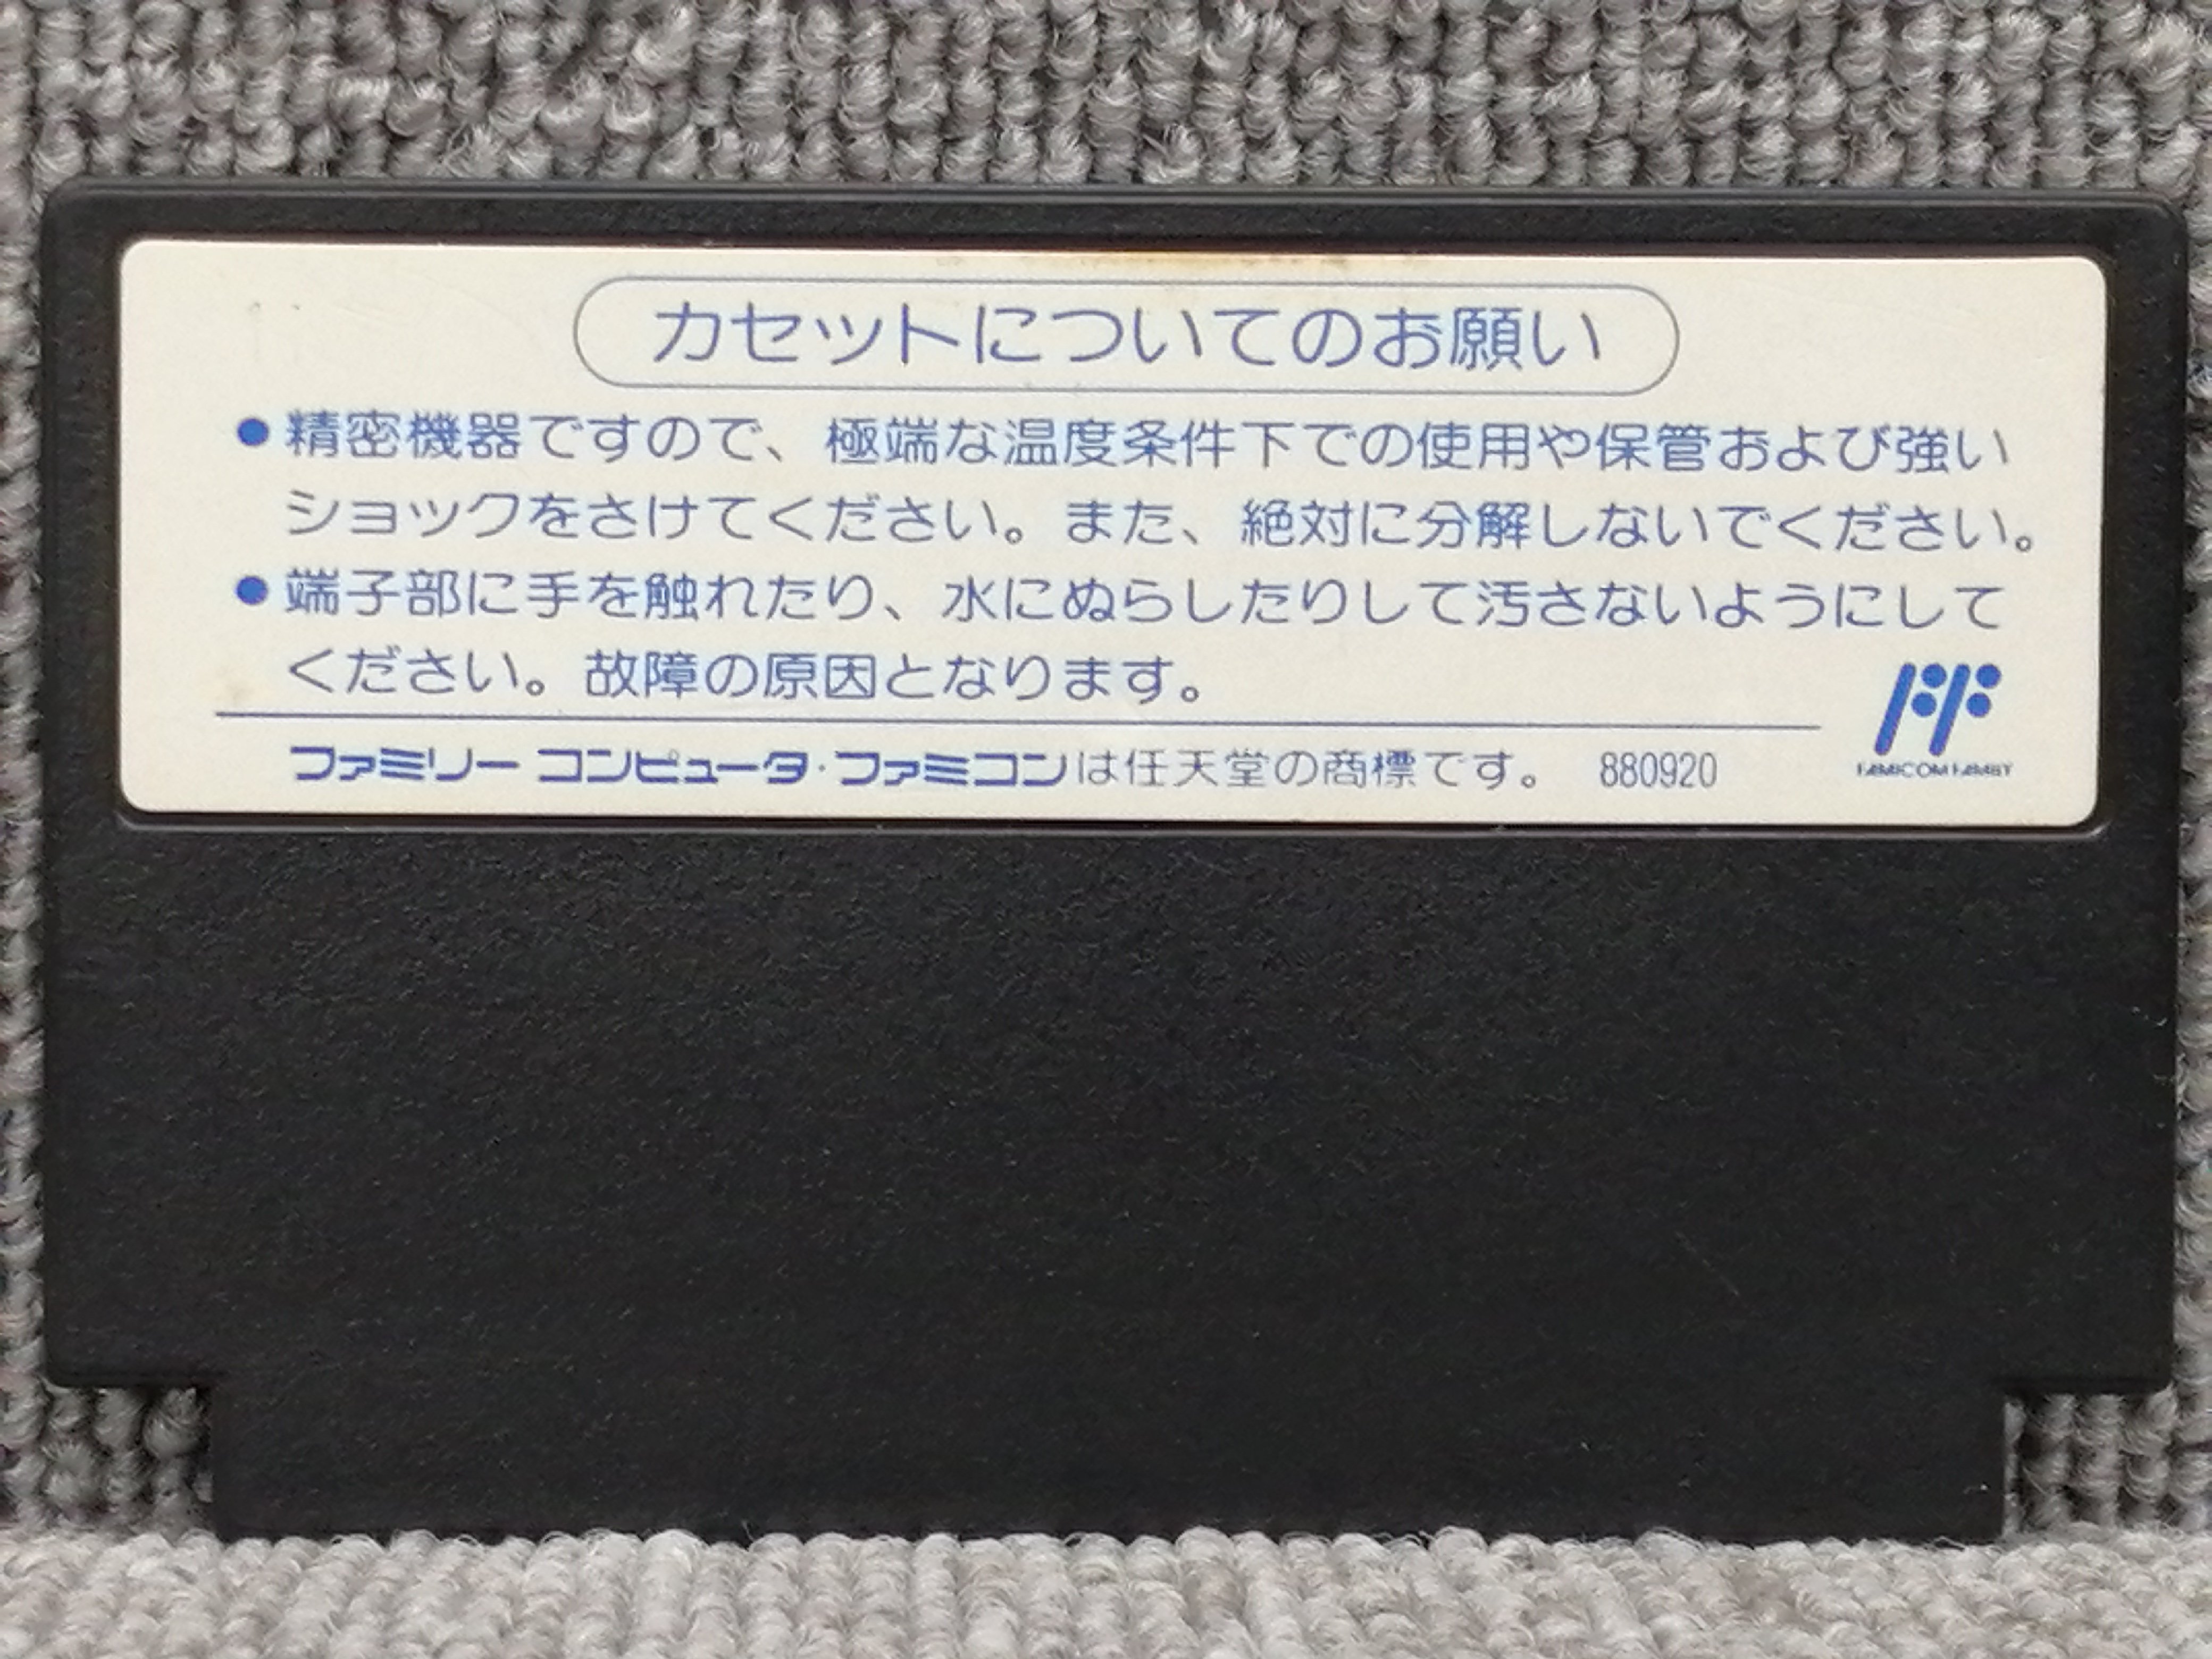 カセットについてのお願い
●精密機器ですので、極端な温度条件下での使用や保管および強い
ショックをさけてください。また、絶対に分解しないでください。
●端子部に手を触れたり、水にぬらしたりして汚さないようにして
ください。故障の原因となります。
ファミリー コンピュータ・ファミコンは任天堂の商標です。 880920
FF
FAMICOM FAMILY